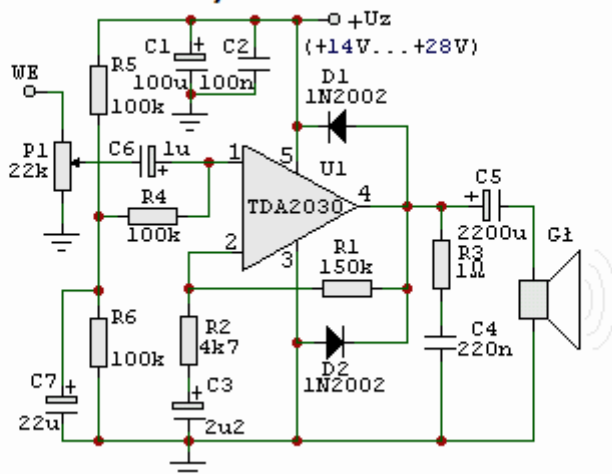 +Uz
(+14V...+28V)
C1
100u
C2
100n
R5
100k
WE
P1
22k
C6
1u
R4
100k
D1
1N2002
1
5
U1
TDA2030
4
2
3
C5
2200u
R1
150k
R3
1Ω
Gł
R6
100k
R2
4k7
D2
1N2002
C4
220n
C7
22u
C3
2u2
+
+
+
+
+